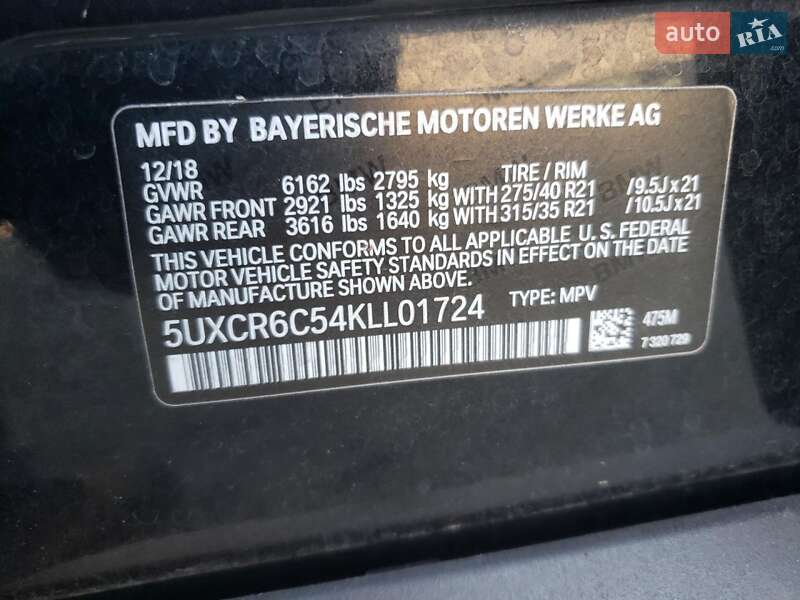 auto RIA.com
MFD BY BAYERISCHE MOTOREN WERKE AG
12/18 TIRE / RIM
GVWR 6162 lbs 2795 kg
GAWR FRONT 2921 lbs 1325 kg WITH 275/40 R21 /9.5J x 21
GAWR REAR 3616 lbs 1640 kg WITH 315/35 R21 /10.5J x 21
THIS VEHICLE CONFORMS TO ALL APPLICABLE U. S. FEDERAL
MOTOR VEHICLE SAFETY STANDARDS IN EFFECT ON THE DATE
OF MANUFACTURE SHOWN ABOVE.
5UXCR6C54KLL01724 TYPE: MPV
475M
7 320 729